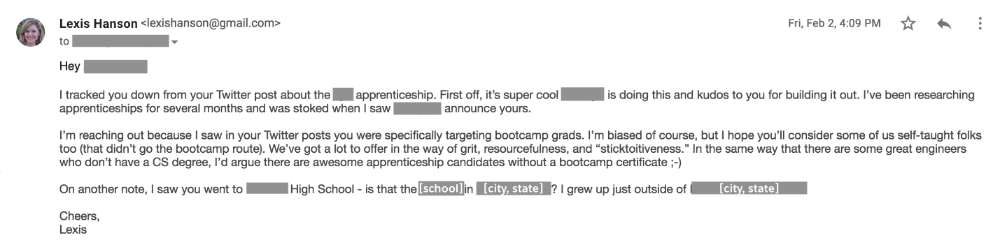 Lexis Hanson <lexishanson@gmail.com>
Fri, Feb 2, 4:09 PM
to
Hey
I tracked you down from your Twitter post about the apprenticeship. First off, it’s super cool is doing this and kudos to you for building it out. I’ve been researching
apprenticeships for several months and was stoked when I saw announce yours.
I’m reaching out because I saw in your Twitter posts you were specifically targeting bootcamp grads. I’m biased of course, but I hope you’ll consider some of us self-taught folks
too (that didn’t go the bootcamp route). We’ve got a lot to offer in the way of grit, resourcefulness, and “sticktoitiveness.” In the same way that there are some great engineers
who don’t have a CS degree, I’d argue there are awesome apprenticeship candidates without a bootcamp certificate ;-)
On another note, I saw you went to High School - is that the [school] in [city, state] ? I grew up just outside of [city, state]
Cheers,
Lexis